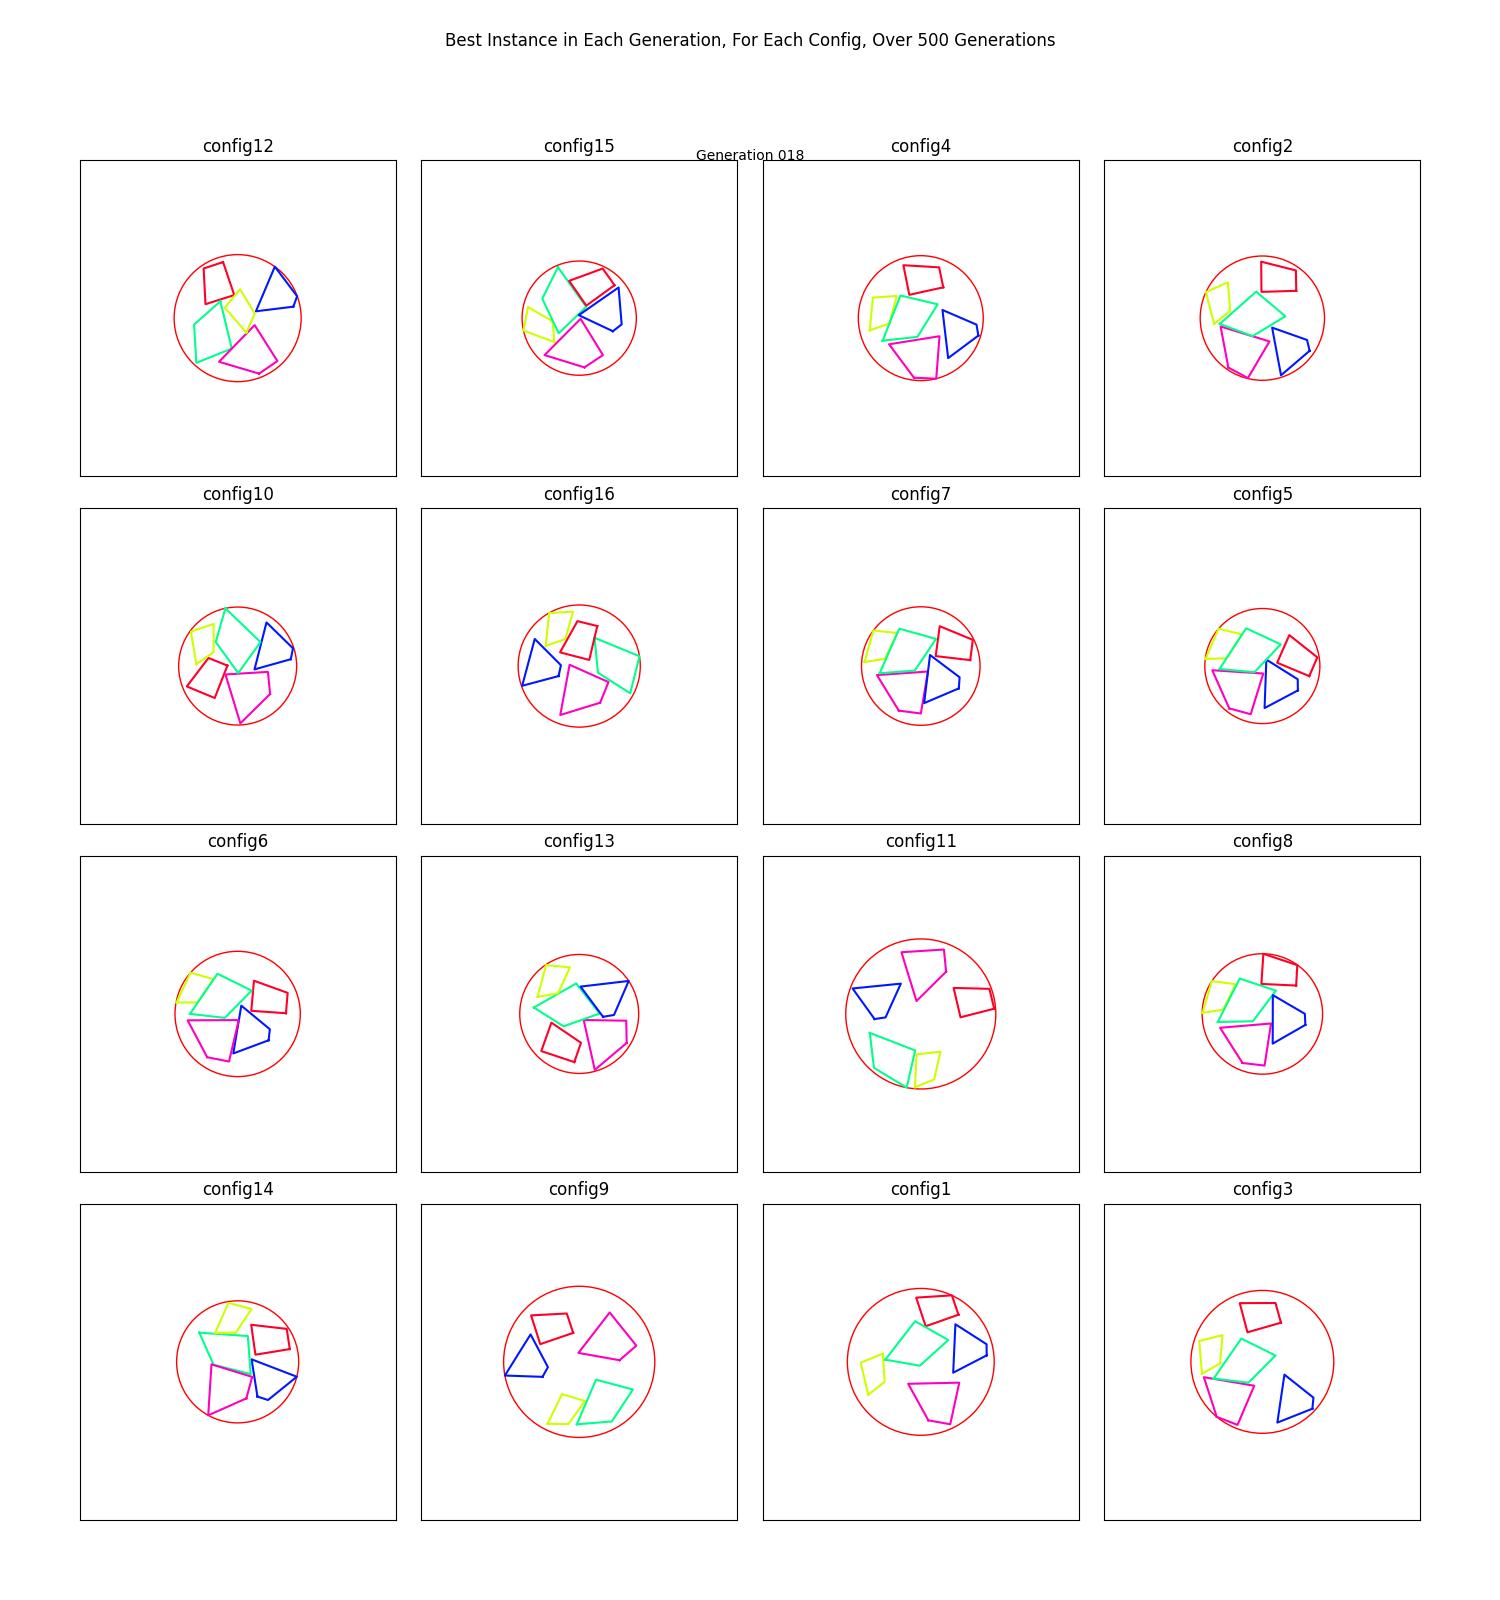 Best Instance in Each Generation, For Each Config, Over 500 Generations
Generation 018
config12
config15
config4
config2
config10
config16
config7
config5
config6
config13
config11
config8
config14
config9
config1
config3